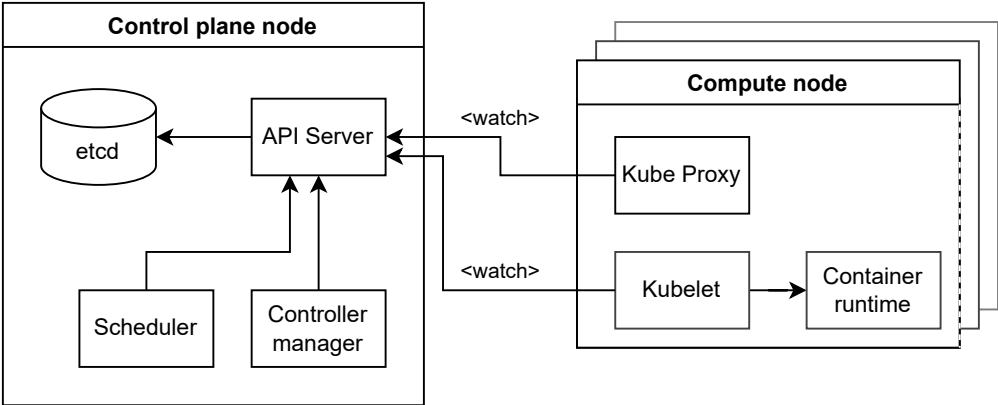 Control plane node
etcd
API Server
Scheduler
Controller
manager
<watch>
<watch>
Compute node
Kube Proxy
Kubelet
Container
runtime